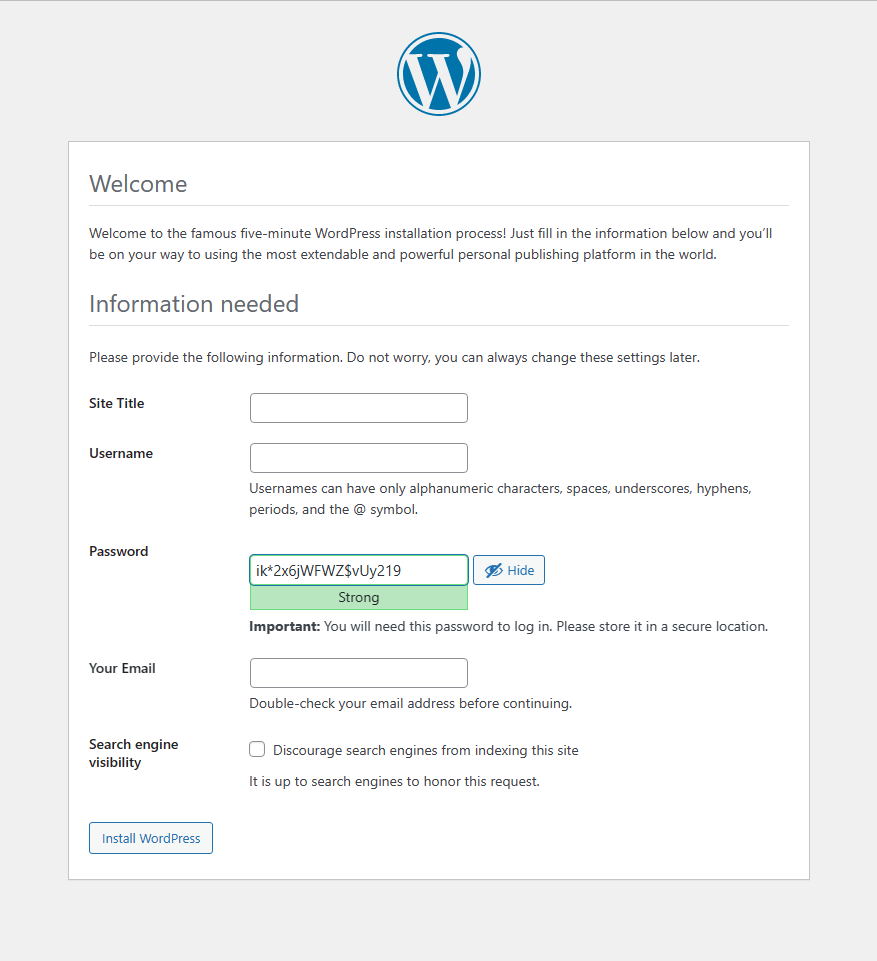 Welcome
Welcome to the famous five-minute WordPress installation process! Just fill in the information below and you’ll
be on your way to using the most extendable and powerful personal publishing platform in the world.
Information needed
Please provide the following information. Do not worry, you can always change these settings later.
Site Title
Username
Usernames can have only alphanumeric characters, spaces, underscores, hyphens,
periods, and the @ symbol.
Password
ik*2x6jWFWZ$vUy219
Hide
Strong
Important: You will need this password to log in. Please store it in a secure location.
Your Email
Double-check your email address before continuing.
Search engine
visibility
Discourage search engines from indexing this site
It is up to search engines to honor this request.
Install WordPress